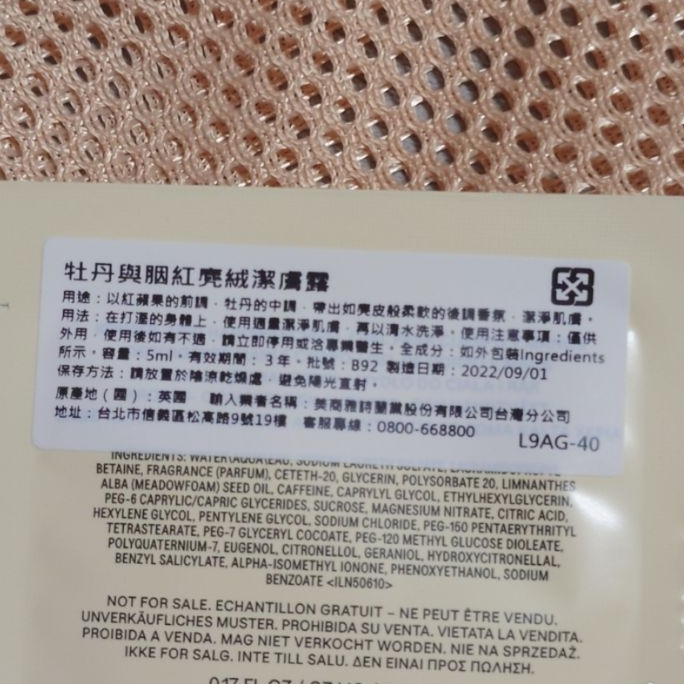 牡丹與胭紅麂絨潔膚露
用途：以紅蘋果的前調，牡丹的中調，帶出如麂皮般柔軟的後調香氛，潔淨肌膚。
用法：在打溼的身體上，使用適量潔淨肌膚，再以清水洗淨。使用注意事項：僅供
外用，使用後如有不適，請立即停用或洽專業醫生。全成分：如外包裝Ingredients
所示。容量：5ml。有效期間：3年。批號：B92 製造日期：2022/09/01
保存方法：請放置於陰涼乾燥處，避免陽光直射。
原產地（國）：英國 輸入業者名稱：美商雅詩蘭黛股份有限公司台灣分公司
地址：台北市信義區松高路9號19樓 客服專線：0800-668800
L9AG-40
INGREDIENTS: WATER\AQUA\EAU, SODIUM LAURETH SULFATE,
BETAINE, FRAGRANCE (PARFUM), CETETH-20, GLYCERIN, POLYSORBATE 20, LIMNANTHES
ALBA (MEADOWFOAM) SEED OIL, CAFFEINE, CAPRYLYL GLYCOL, ETHYLHEXYLGLYCERIN,
PEG-6 CAPRYLIC/CAPRIC GLYCERIDES, SUCROSE, MAGNESIUM NITRATE, CITRIC ACID,
HEXYLENE GLYCOL, PENTYLENE GLYCOL, SODIUM CHLORIDE, PEG-150 PENTAERYTHRITYL
TETRASTEARATE, PEG-7 GLYCERYL COCOATE, PEG-120 METHYL GLUCOSE DIOLEATE,
POLYQUATERNIUM-7, EUGENOL, CITRONELLOL, GERANIOL, HYDROXYCITRONELLAL,
BENZYL SALICYLATE, ALPHA-ISOMETHYL IONONE, PHENOXYETHANOL, SODIUM
BENZOATE <ILN50610>
NOT FOR SALE. ECHANTILLON GRATUIT – NE PEUT ÊTRE VENDU.
UNVERKÄUFLICHES MUSTER. PROHIBIDA SU VENTA. VIETATA LA VENDITA.
PROIBIDA A VENDA. MAG NIET VERKOCHT WORDEN. NIE NA SPRZEDAŻ.
IKKE FOR SALG. INTE TILL SALU. ΔΕΝ ΕΙΝΑΙ ΠΡΟΣ ΠΩΛΗΣΗ.
0.17 FL.OZ./